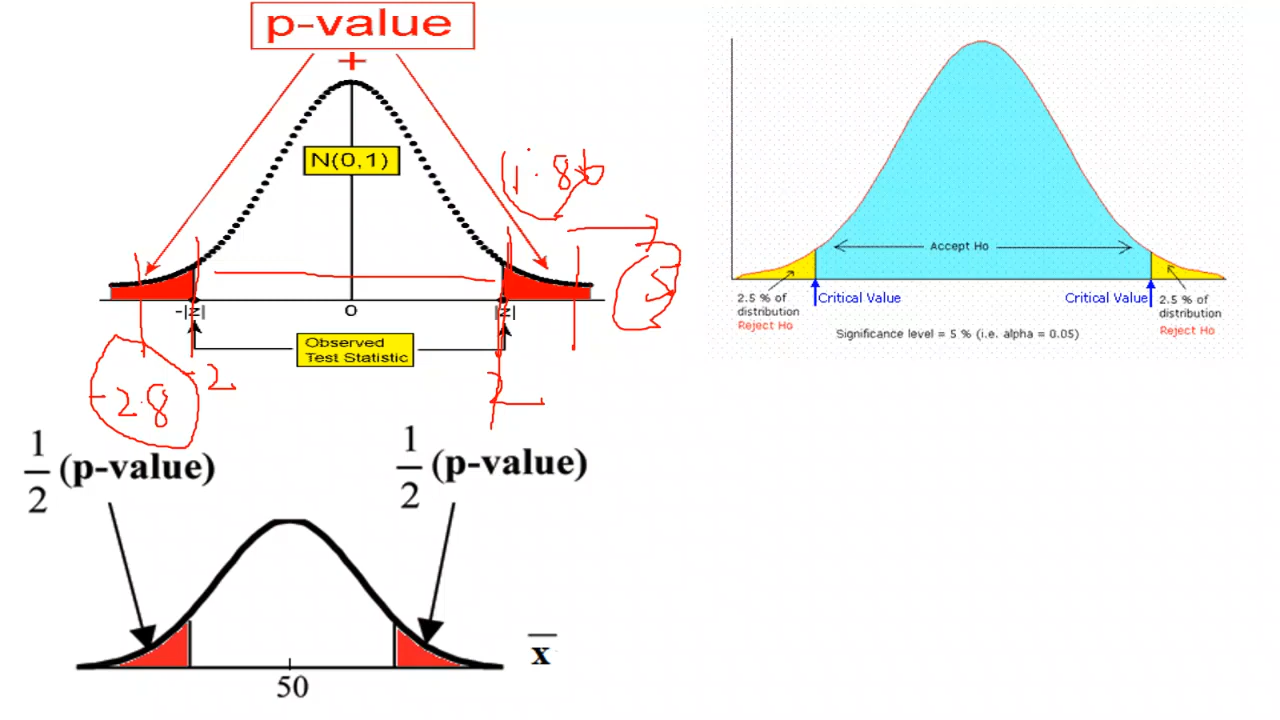 p-value
+
N(0,1)
1.86
5
-|z|
0
|z|
Observed
Test Statistic
-2
2
-2.8
1/2 (p-value)
1/2 (p-value)
50
x̄
Accept Ho
2.5 % of
distribution
Reject Ho
Critical Value
Critical Value
2.5 % of
distribution
Reject Ho
Significance level = 5 % (i.e. alpha = 0.05)